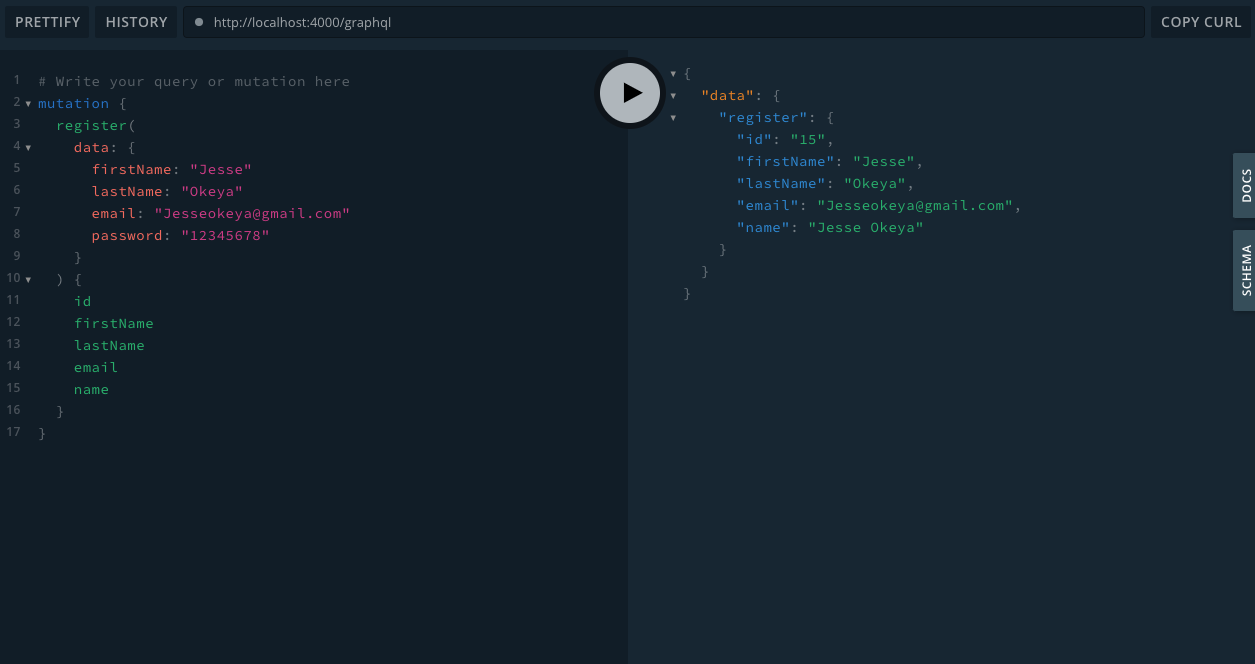 PRETTIFY HISTORY http://localhost:4000/graphql COPY CURL
1 # Write your query or mutation here
2 mutation {
3 register(
4 data: {
5 firstName: "Jesse"
6 lastName: "Okeya"
7 email: "Jesseokeya@gmail.com"
8 password: "12345678"
9 }
10 ) {
11 id
12 firstName
13 lastName
14 email
15 name
16 }
17 }
{
"data": {
"register": {
"id": "15",
"firstName": "Jesse",
"lastName": "Okeya",
"email": "Jesseokeya@gmail.com",
"name": "Jesse Okeya"
}
}
}
DOCS
SCHEMA